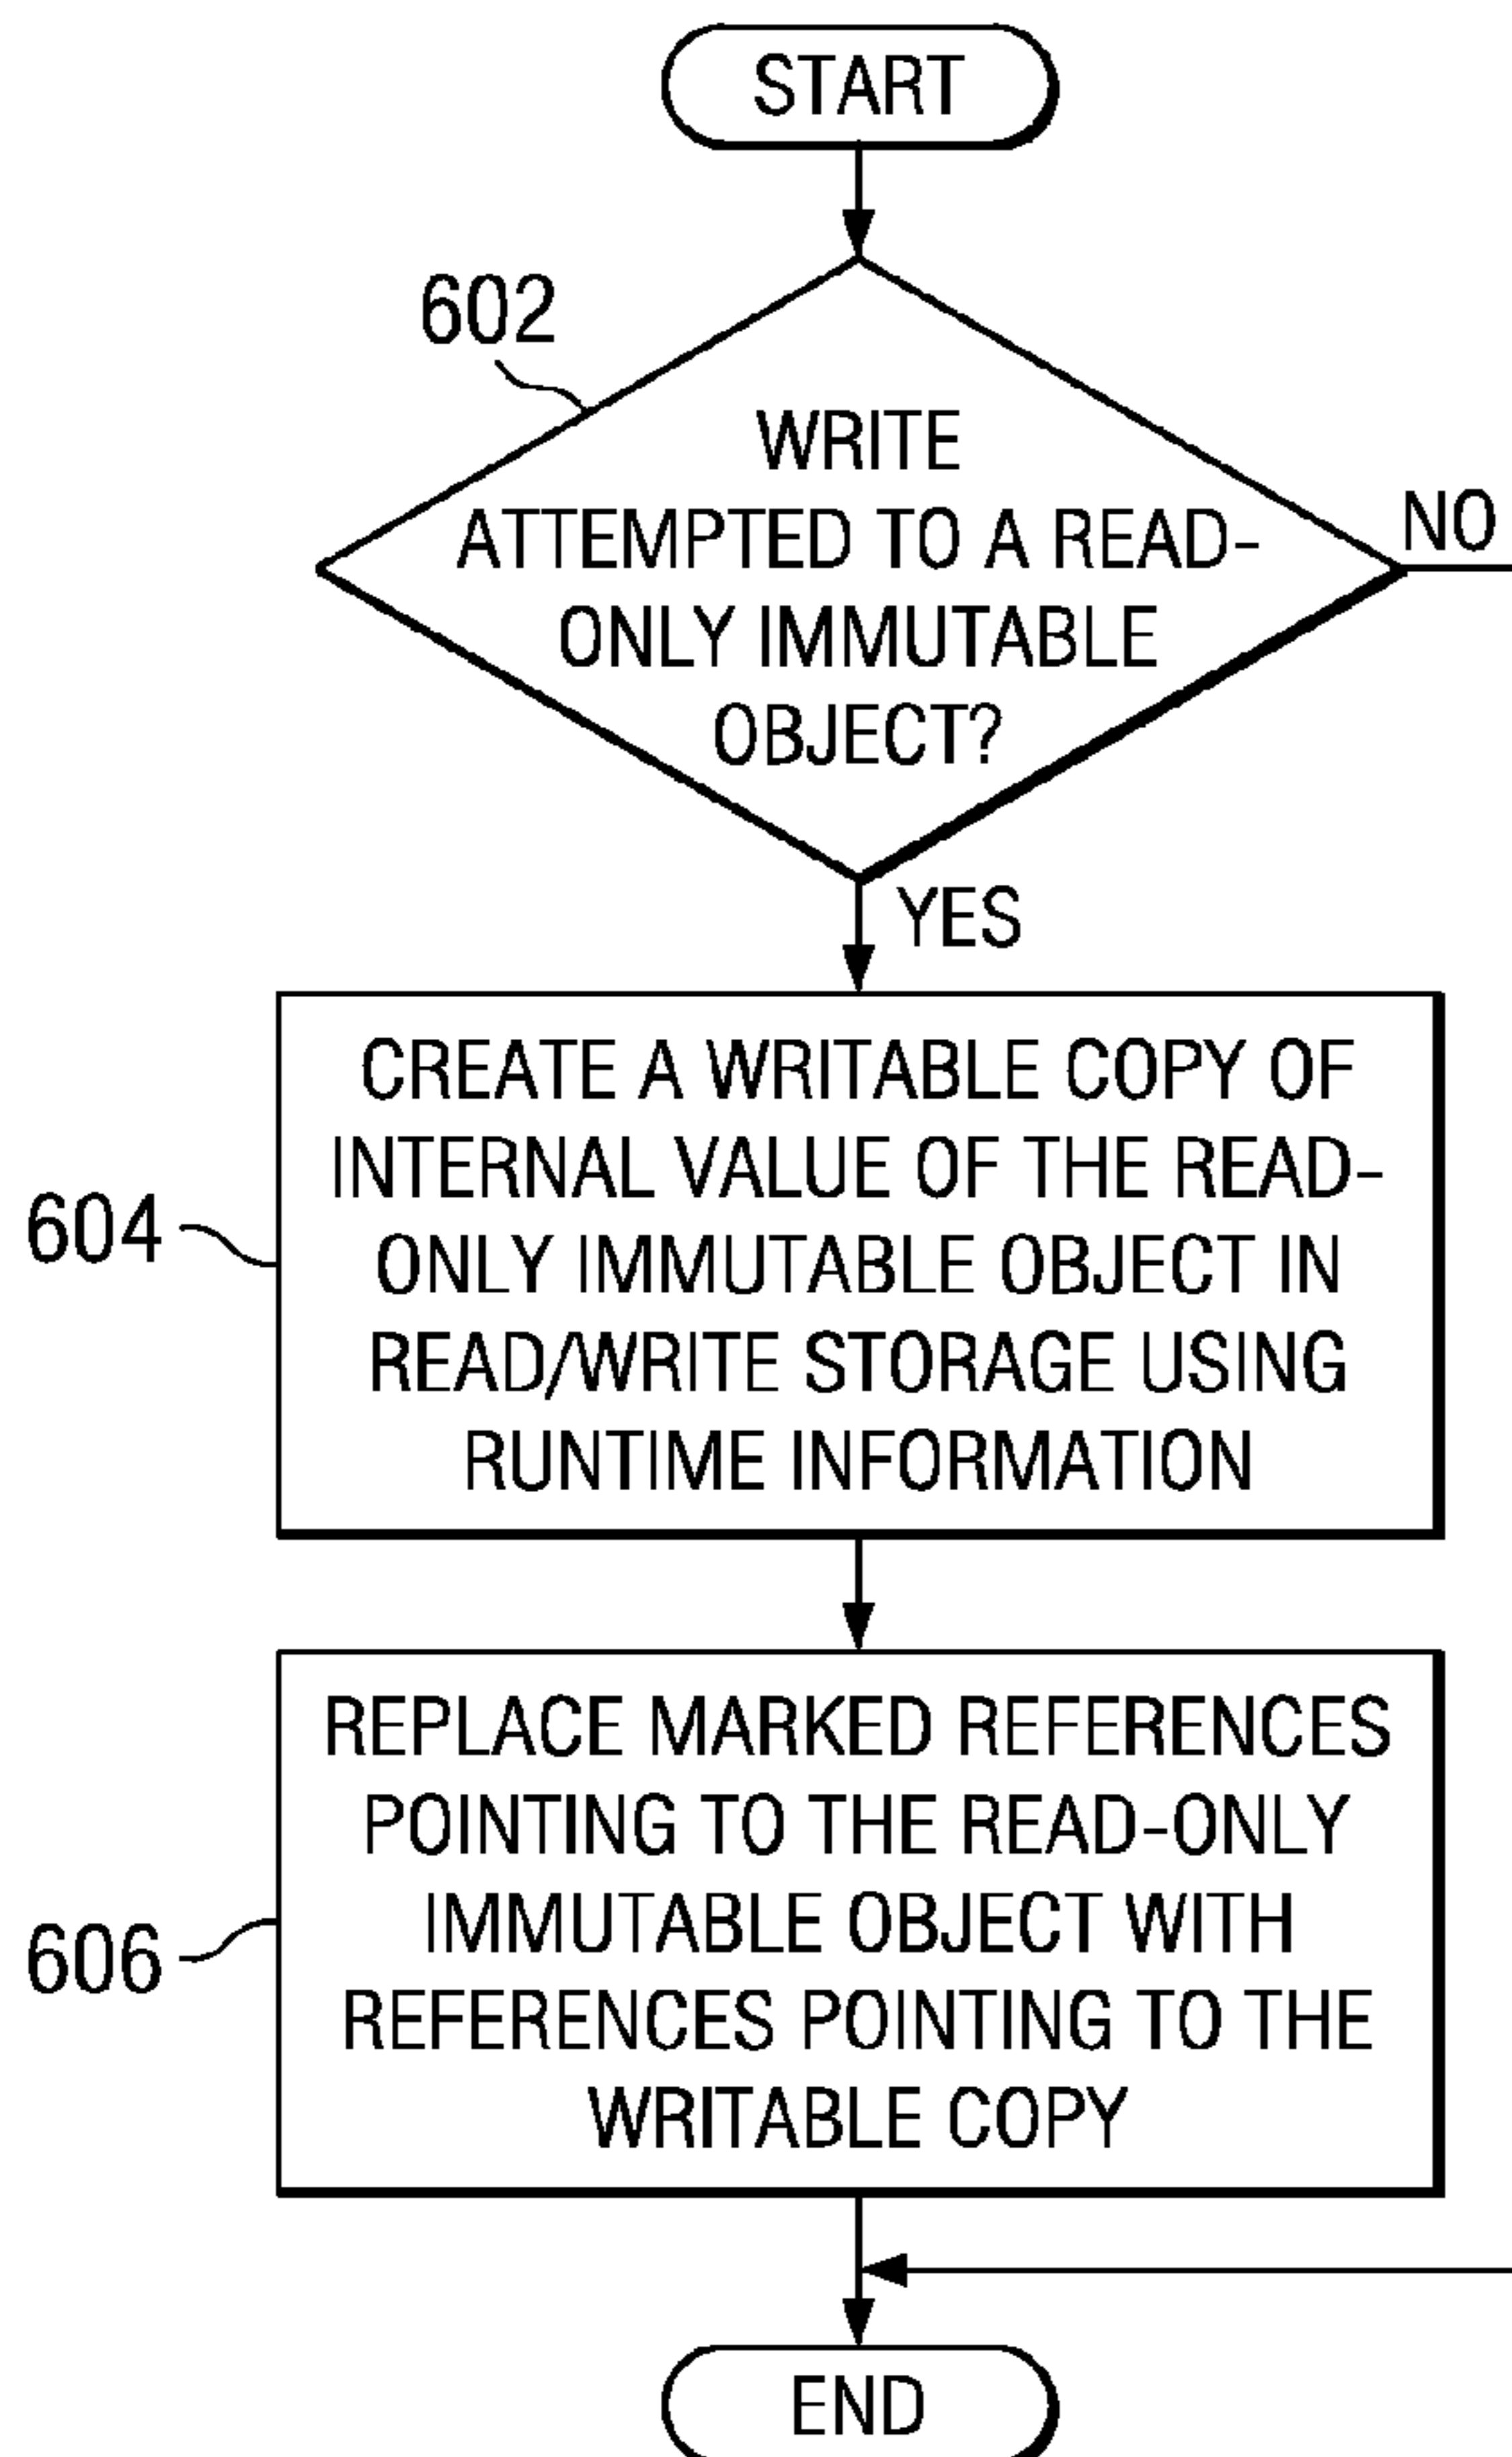 START
602
WRITE
ATTEMPTED TO A READ-
ONLY IMMUTABLE
OBJECT?
NO
YES
CREATE A WRITABLE COPY OF
INTERNAL VALUE OF THE READ-
ONLY IMMUTABLE OBJECT IN
READ/WRITE STORAGE USING
RUNTIME INFORMATION
604
REPLACE MARKED REFERENCES
POINTING TO THE READ-ONLY
IMMUTABLE OBJECT WITH
REFERENCES POINTING TO THE
WRITABLE COPY
606
END